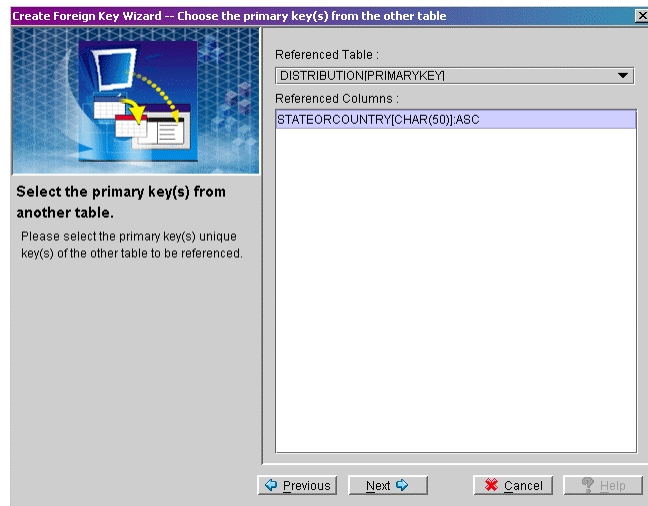 Create Foreign Key Wizard -- Choose the primary key(s) from the other table
Select the primary key(s) from
another table.
Please select the primary key(s) unique
key(s) of the other table to be referenced.
Referenced Table :
DISTRIBUTION[PRIMARYKEY]
Referenced Columns :
STATEORCOUNTRY[CHAR(50)]:ASC
Previous
Next
Cancel
Help